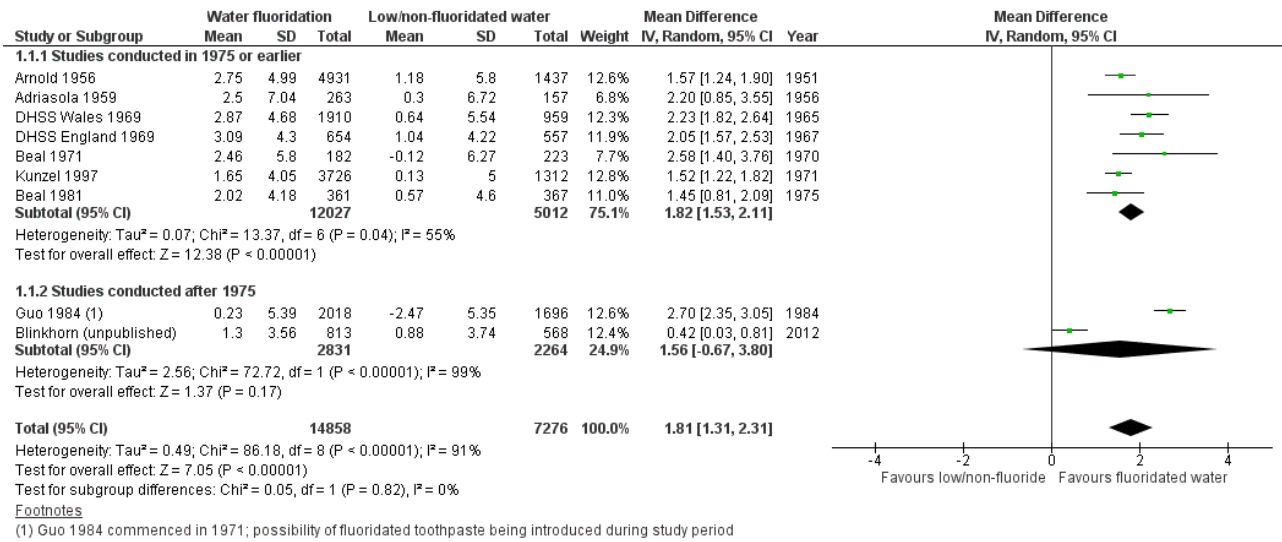 Water fluoridation Low/non-fluoridated water Mean Difference Mean Difference
Study or Subgroup Mean SD Total Mean SD Total Weight IV, Random, 95% CI Year IV, Random, 95% CI
1.1.1 Studies conducted in 1975 or earlier
Arnold 1956 2.75 4.99 4931 1.18 5.8 1437 12.6% 1.57 [1.24, 1.90] 1951
Adriasola 1959 2.5 7.04 263 0.3 6.72 157 6.8% 2.20 [0.85, 3.55] 1956
DHSS Wales 1969 2.87 4.68 1910 0.64 5.54 959 12.3% 2.23 [1.82, 2.64] 1965
DHSS England 1969 3.09 4.3 654 1.04 4.22 557 11.9% 2.05 [1.57, 2.53] 1967
Beal 1971 2.46 5.8 182 -0.12 6.27 223 7.7% 2.58 [1.40, 3.76] 1970
Kunzel 1997 1.65 4.05 3726 0.13 5 1312 12.8% 1.52 [1.22, 1.82] 1971
Beal 1981 2.02 4.18 361 0.57 4.6 367 11.0% 1.45 [0.81, 2.09] 1975
Subtotal (95% CI) 12027 5012 75.1% 1.82 [1.53, 2.11]
Heterogeneity: Tau² = 0.07; Chi² = 13.37, df = 6 (P = 0.04); I² = 55%
Test for overall effect: Z = 12.38 (P < 0.00001)
1.1.2 Studies conducted after 1975
Guo 1984 (1) 0.23 5.39 2018 -2.47 5.35 1696 12.6% 2.70 [2.35, 3.05] 1984
Blinkhorn (unpublished) 1.3 3.56 813 0.88 3.74 568 12.4% 0.42 [0.03, 0.81] 2012
Subtotal (95% CI) 2831 2264 24.9% 1.56 [-0.67, 3.80]
Heterogeneity: Tau² = 2.56; Chi² = 72.72, df = 1 (P < 0.00001); I² = 99%
Test for overall effect: Z = 1.37 (P = 0.17)
Total (95% CI) 14858 7276 100.0% 1.81 [1.31, 2.31]
Heterogeneity: Tau² = 0.49; Chi² = 86.18, df = 8 (P < 0.00001); I² = 91%
Test for overall effect: Z = 7.05 (P < 0.00001)
Test for subgroup differences: Chi² = 0.05, df = 1 (P = 0.82), I² = 0%
-4 -2 0 2 4
Favours low/non-fluoride Favours fluoridated water
Footnotes
(1) Guo 1984 commenced in 1971; possibility of fluoridated toothpaste being introduced during study period